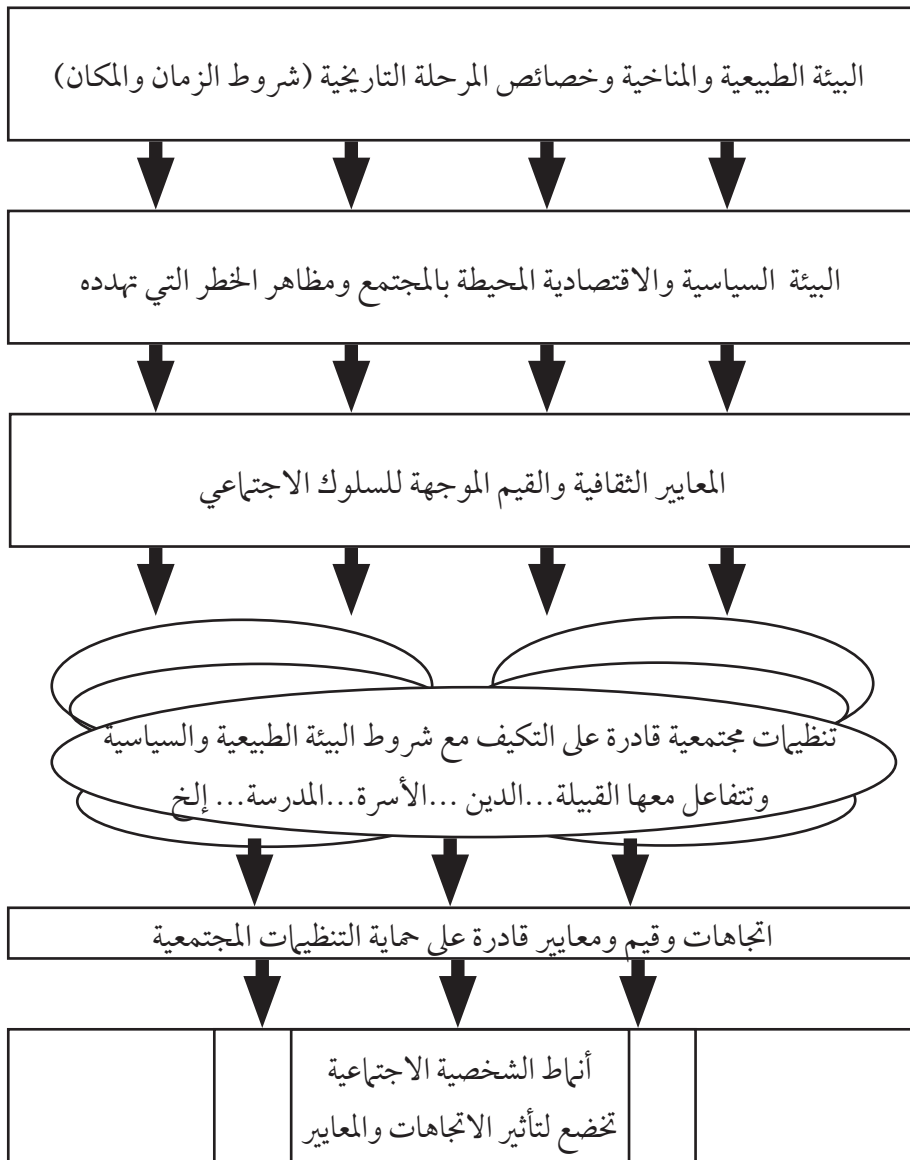 البيئة الطبيعية والمناخية وخصائص المرحلة التاريخية (شروط الزمان والمكان)
البيئة السياسية والاقتصادية المحيطة بالمجتمع ومظاهر الخطر التي تهدده
المعايير الثقافية والقيم الموجهة للسلوك الاجتماعي
تنظيمات مجتمعية قادرة على التكيف مع شروط البيئة الطبيعية والسياسية
وتتفاعل معها القبيلة...الدين ...الأسرة...المدرسة... إلخ
اتجاهات وقيم ومعايير قادرة على حماية التنظيمات المجتمعية
أنماط الشخصية الاجتماعية
تخضع لتأثير الاتجاهات والمعايير